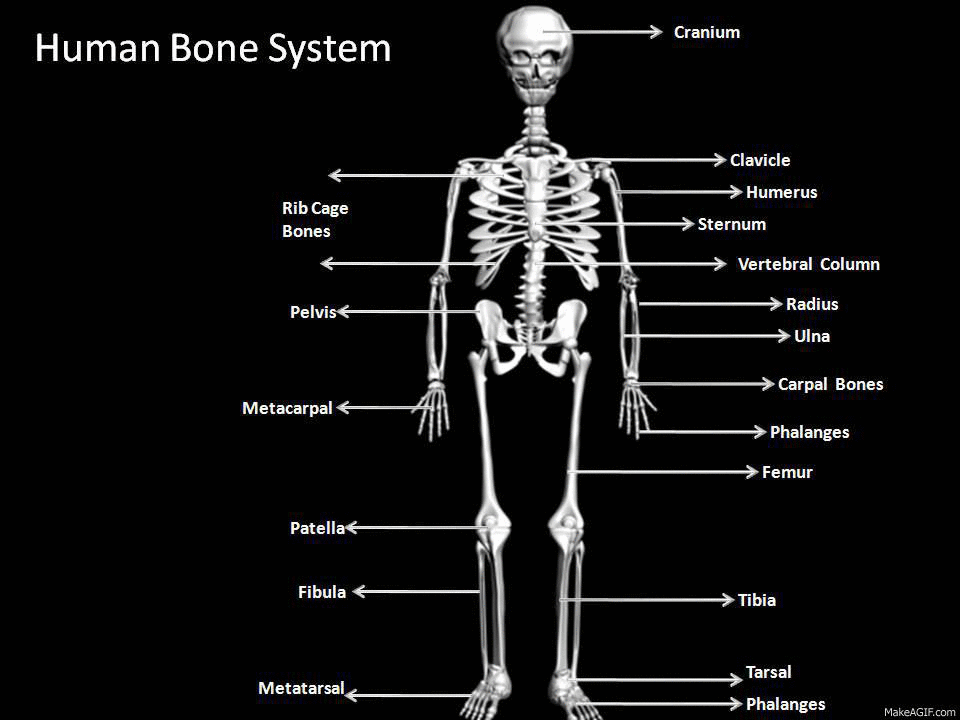 Human Bone System
Cranium
Clavicle
Humerus
Rib Cage
Bones
Sternum
Vertebral Column
Radius
Pelvis
Ulna
Carpal Bones
Metacarpal
Phalanges
Femur
Patella
Fibula
Tibia
Tarsal
Metatarsal
Phalanges
MakeAGIF.com